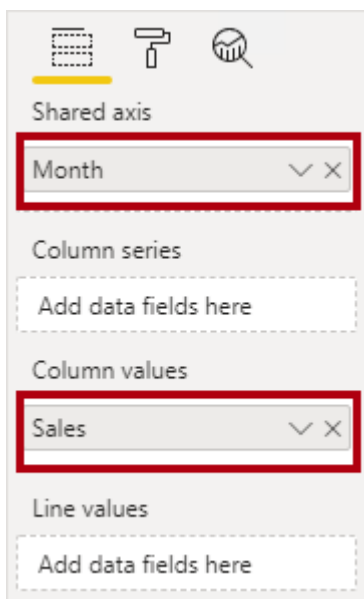 Shared axis
Month
Column series
Add data fields here
Column values
Sales
Line values
Add data fields here